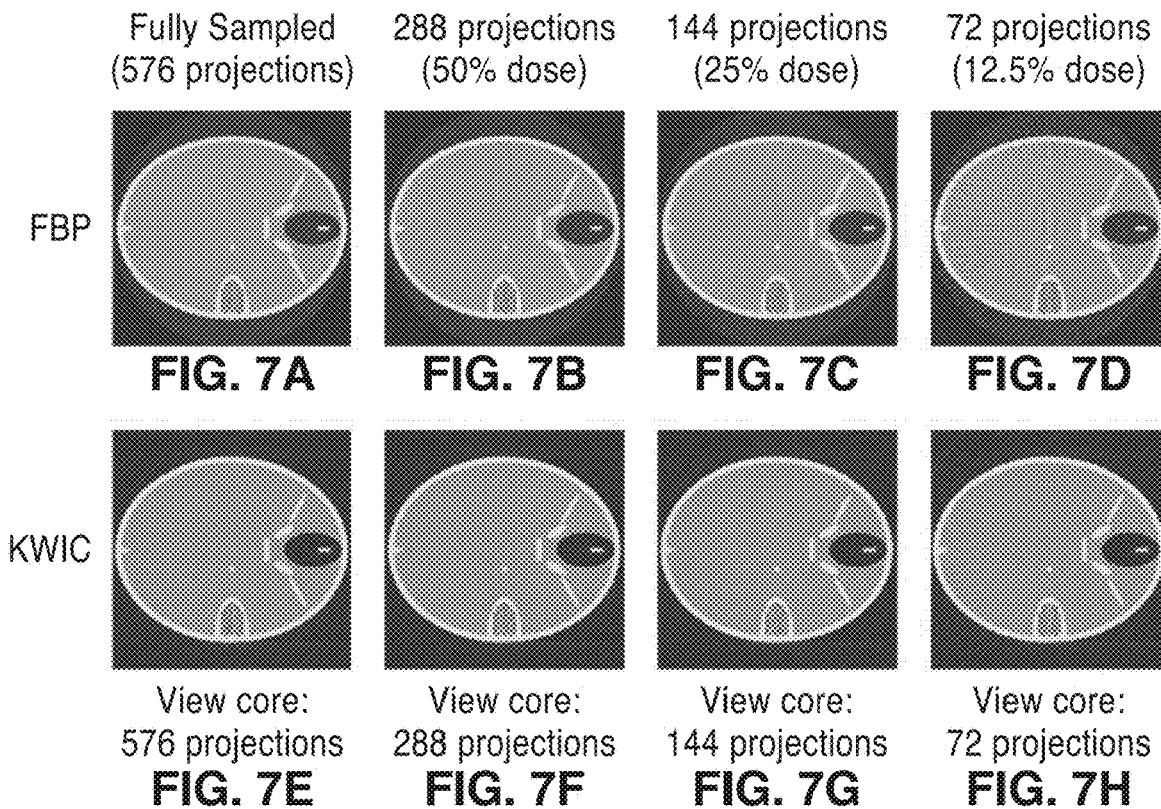 Fully Sampled 288 projections 144 projections 72 projections
(576 projections) (50% dose) (25% dose) (12.5% dose)
FBP
FIG. 7A FIG. 7B FIG. 7C FIG. 7D
KWIC
View core: View core: View core: View core:
576 projections 288 projections 144 projections 72 projections
FIG. 7E FIG. 7F FIG. 7G FIG. 7H